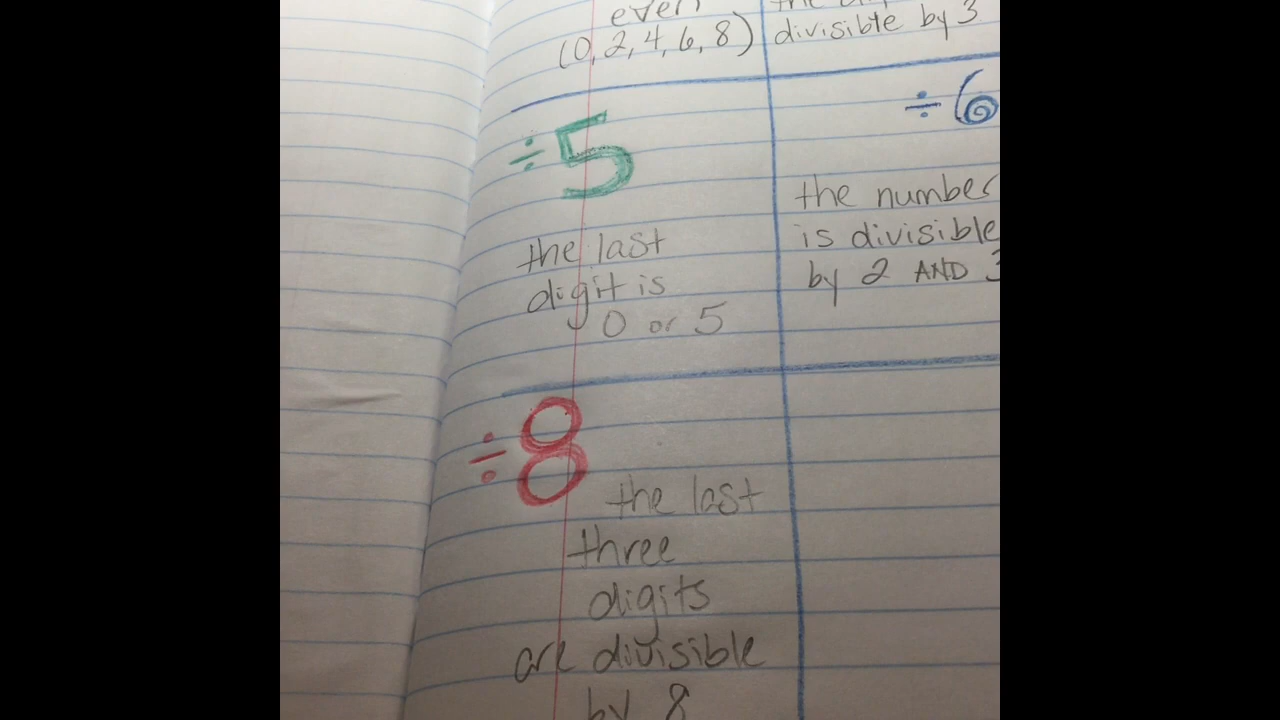 even
(0, 2, 4, 6, 8)
divisible by 3
÷5
the last
digit is
0 or 5
÷6
the number
is divisible
by 2 AND 3
÷8
the last
three
digits
are divisible
by 8